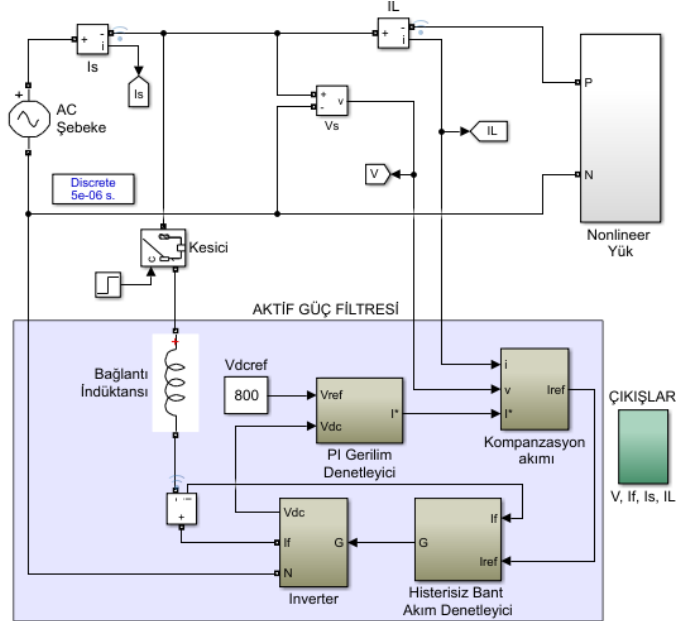 IL
+
-
i
Is
+
-
i
Is
+
AC
Şebeke
+
-
v
Vs
IL
V
P
N
Nonlineer
Yük
Discrete
5e-06 s.
Kesici
C
AKTİF GÜÇ FİLTRESİ
+
Bağlantı
İndüktansı
Vdcref
800
Vref
Vdc
I*
PI Gerilim
Denetleyici
i
v
I*
Iref
Kompanzasyon
akımı
ÇIKIŞLAR
V, If, Is, IL
-
i
+
Vdc
If
N
G
Inverter
G
If
Iref
Histerisiz Bant
Akım Denetleyici